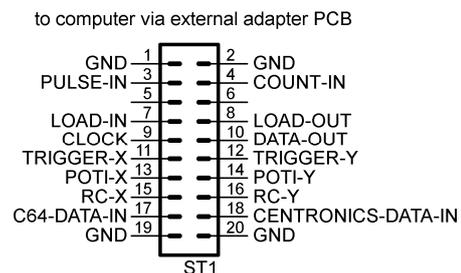 to computer via external adapter PCB
GND 1 2 GND
PULSE-IN 3 4 COUNT-IN
5 6
LOAD-IN 7 8 LOAD-OUT
CLOCK 9 10 DATA-OUT
TRIGGER-X 11 12 TRIGGER-Y
POTI-X 13 14 POTI-Y
RC-X 15 16 RC-Y
C64-DATA-IN 17 18 CENTRONICS-DATA-IN
GND 19 20 GND
ST1